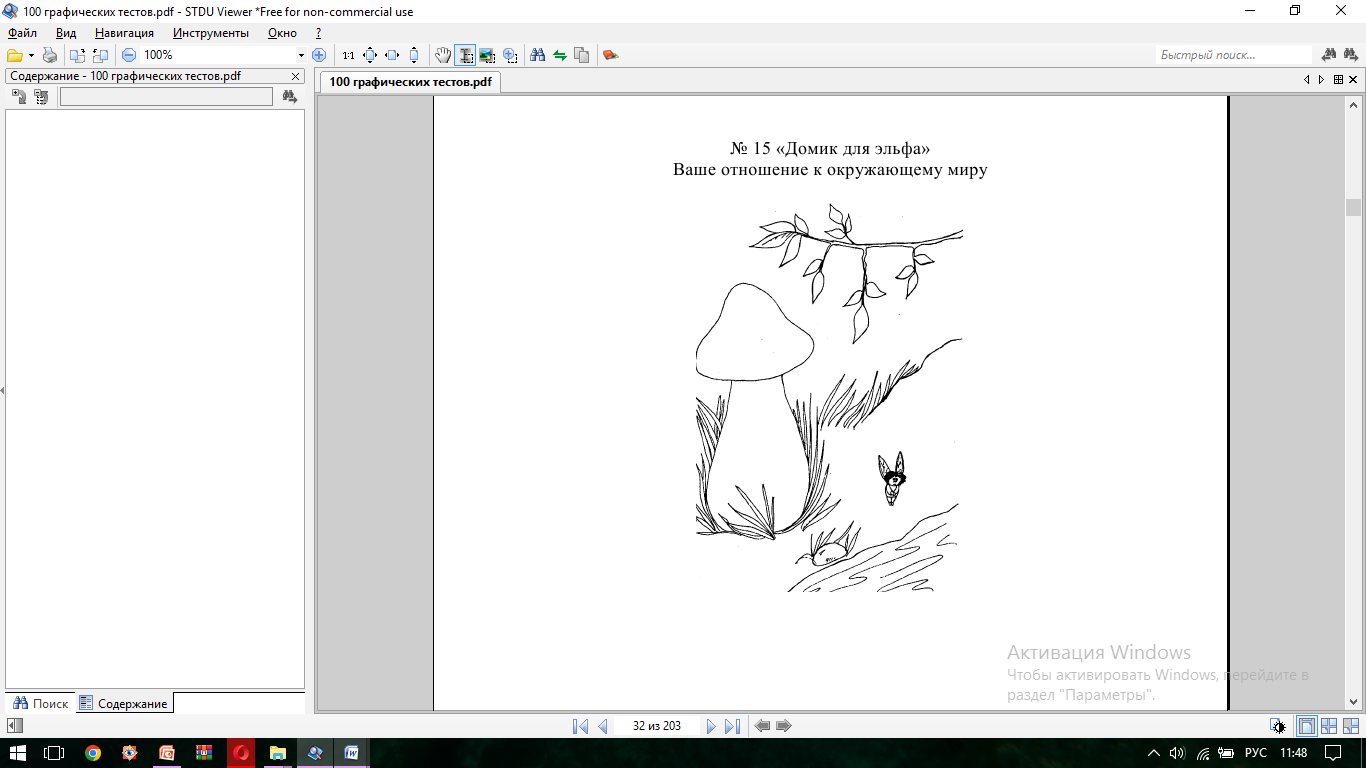 100 графических тестов.pdf - STDU Viewer *Free for non-commercial use
Файл Вид Навигация Инструменты Окно ?
100% 1:1 Быстрый поиск...
Содержание - 100 графических тестов.pdf
100 графических тестов.pdf
№ 15 «Домик для эльфа»
Ваше отношение к окружающему миру
Активация Windows
Чтобы активировать Windows, перейдите в
раздел "Параметры".
Поиск Содержание
32 из 203
РУС 11:48